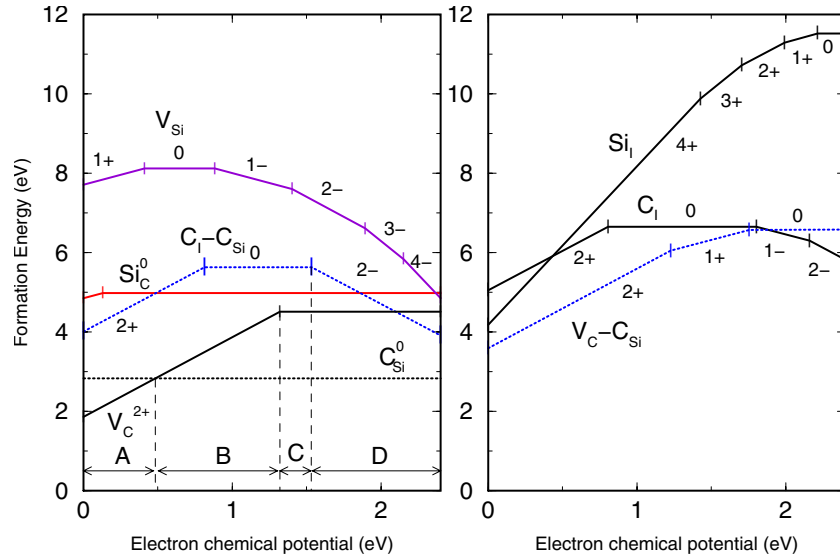 12
10
8
6
4
2
0
Formation Energy (eV)
V_Si
1+
0
1−
2−
3−
4−
C_I−C_Si
0
Si_C^0
2+
2−
C_Si^0
V_C^2+
A
B
C
D
0
1
2
Electron chemical potential (eV)
12
10
8
6
4
2
0
0
1+
2+
3+
4+
Si_I
C_I
0
0
2+
1+
1−
2−
2+
V_C−C_Si
0
1
2
Electron chemical potential (eV)